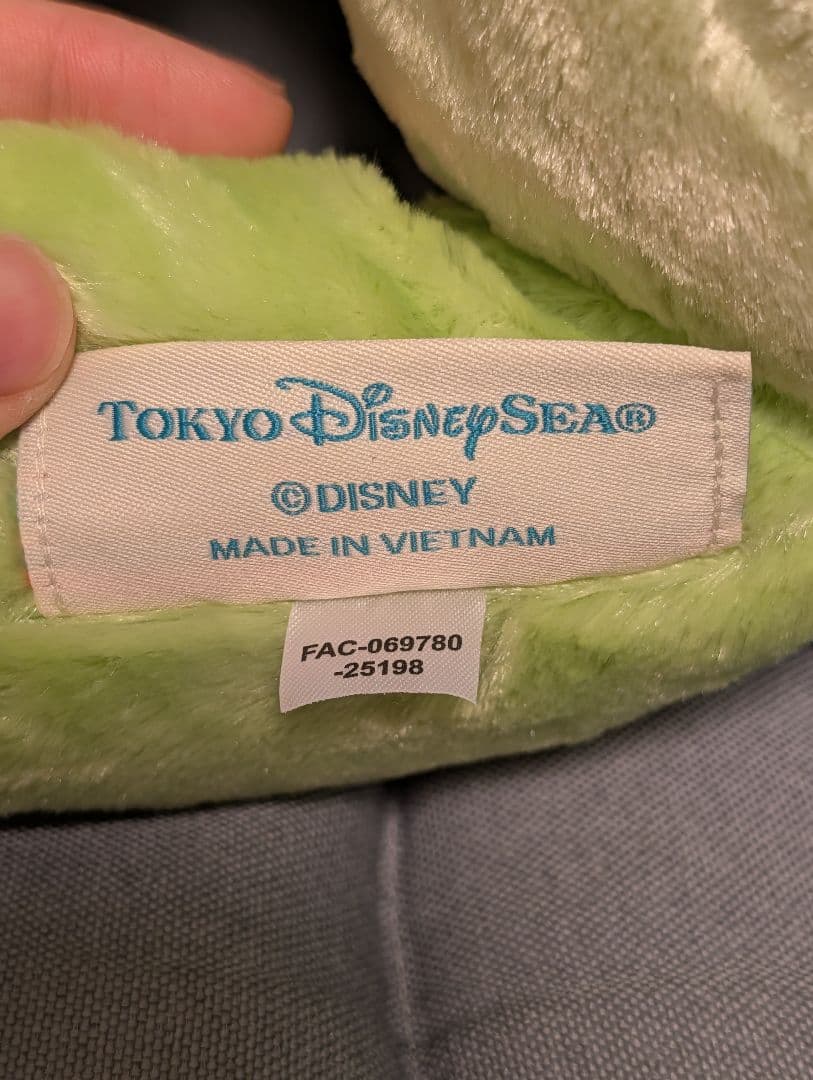 TOKYO DISNEYSEA®
©DISNEY
MADE IN VIETNAM
FAC-069780
-25198